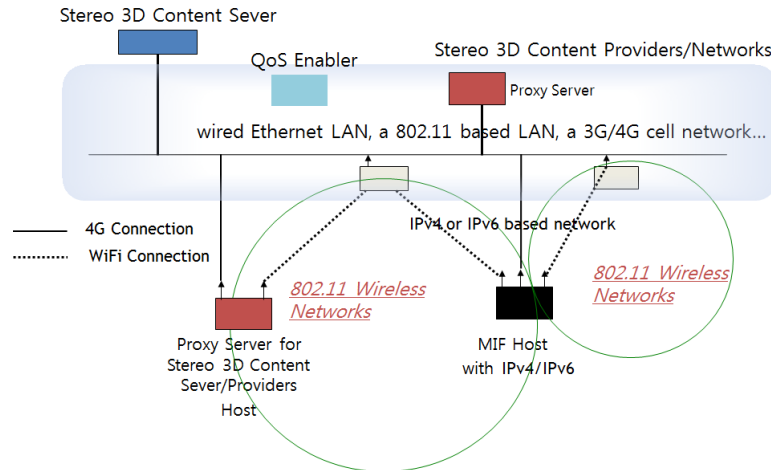 Stereo 3D Content Sever
QoS Enabler
Stereo 3D Content Providers/Networks
Proxy Server
wired Ethernet LAN, a 802.11 based LAN, a 3G/4G cell network...
4G Connection
WiFi Connection
IPv4 or IPv6 based network
802.11 Wireless
Networks
802.11 Wireless
Networks
Proxy Server for
Stereo 3D Content
Sever/Providers
Host
MIF Host
with IPv4/IPv6